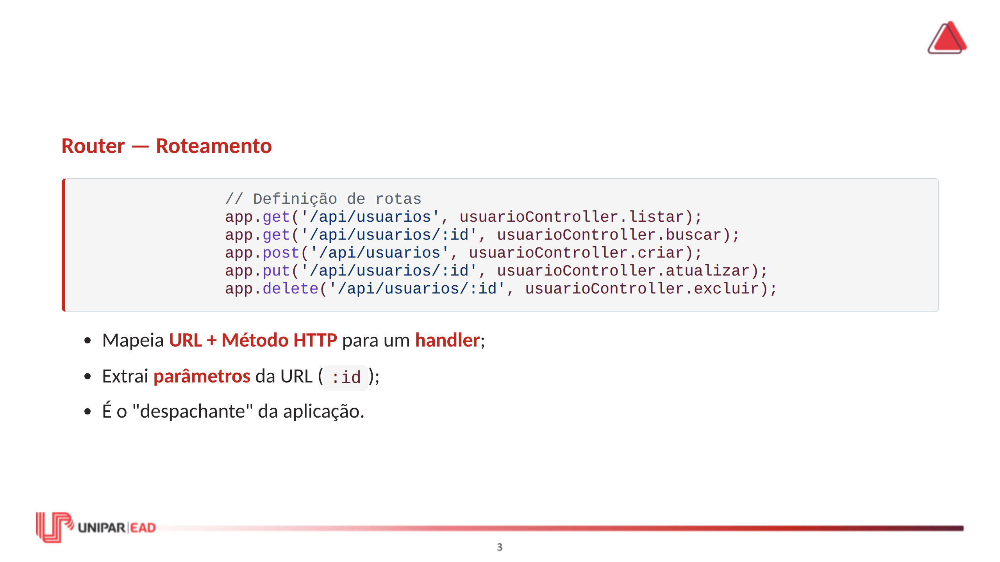 Router — Roteamento
// Definição de rotas
app.get('/api/usuarios', usuarioController.listar);
app.get('/api/usuarios/:id', usuarioController.buscar);
app.post('/api/usuarios', usuarioController.criar);
app.put('/api/usuarios/:id', usuarioController.atualizar);
app.delete('/api/usuarios/:id', usuarioController.excluir);
• Mapeia URL + Método HTTP para um handler;
• Extrai parâmetros da URL ( :id );
• É o "despachante" da aplicação.
UNIPAR|EAD
3